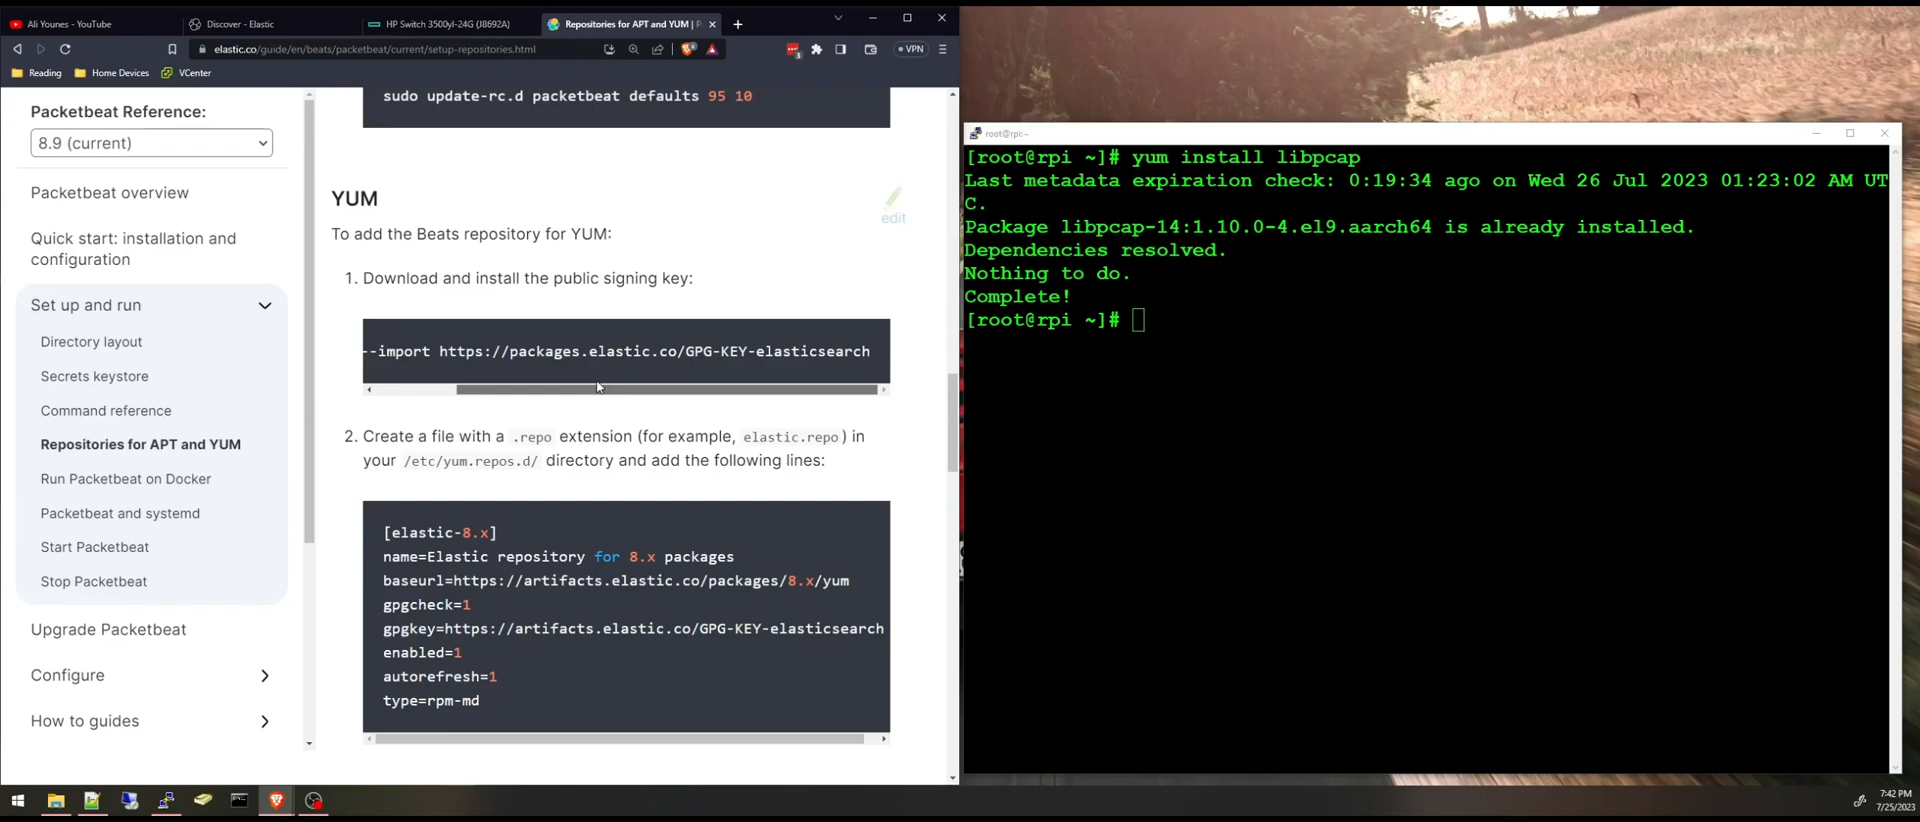 Ali Younes - YouTube
Discover - Elastic
HP Switch 3500yl-24G (J8692A)
Repositories for APT and YUM | P
elastic.co/guide/en/beats/packetbeat/current/setup-repositories.html
VPN
Reading
Home Devices
VCenter
Packetbeat Reference:
8.9 (current)
Packetbeat overview
Quick start: installation and
configuration
Set up and run
Directory layout
Secrets keystore
Command reference
Repositories for APT and YUM
Run Packetbeat on Docker
Packetbeat and systemd
Start Packetbeat
Stop Packetbeat
Upgrade Packetbeat
Configure
How to guides
sudo update-rc.d packetbeat defaults 95 10
YUM
edit
To add the Beats repository for YUM:
1. Download and install the public signing key:
--import https://packages.elastic.co/GPG-KEY-elasticsearch
2. Create a file with a .repo extension (for example, elastic.repo) in
your /etc/yum.repos.d/ directory and add the following lines:
[elastic-8.x]
name=Elastic repository for 8.x packages
baseurl=https://artifacts.elastic.co/packages/8.x/yum
gpgcheck=1
gpgkey=https://artifacts.elastic.co/GPG-KEY-elasticsearch
enabled=1
autorefresh=1
type=rpm-md
root@rpi:~
[root@rpi ~]# yum install libpcap
Last metadata expiration check: 0:19:34 ago on Wed 26 Jul 2023 01:23:02 AM UT
C.
Package libpcap-14:1.10.0-4.el9.aarch64 is already installed.
Dependencies resolved.
Nothing to do.
Complete!
[root@rpi ~]#
7:42 PM
7/25/2023